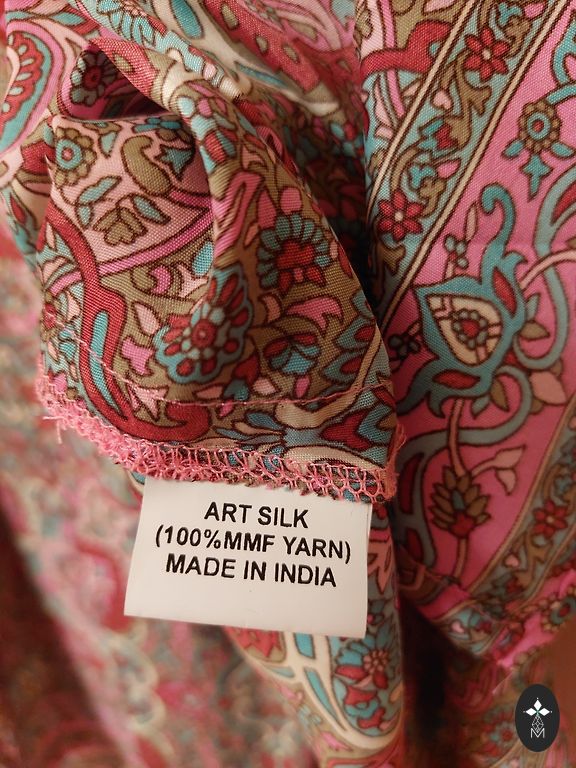 ART SILK
(100%MMF YARN)
MADE IN INDIA